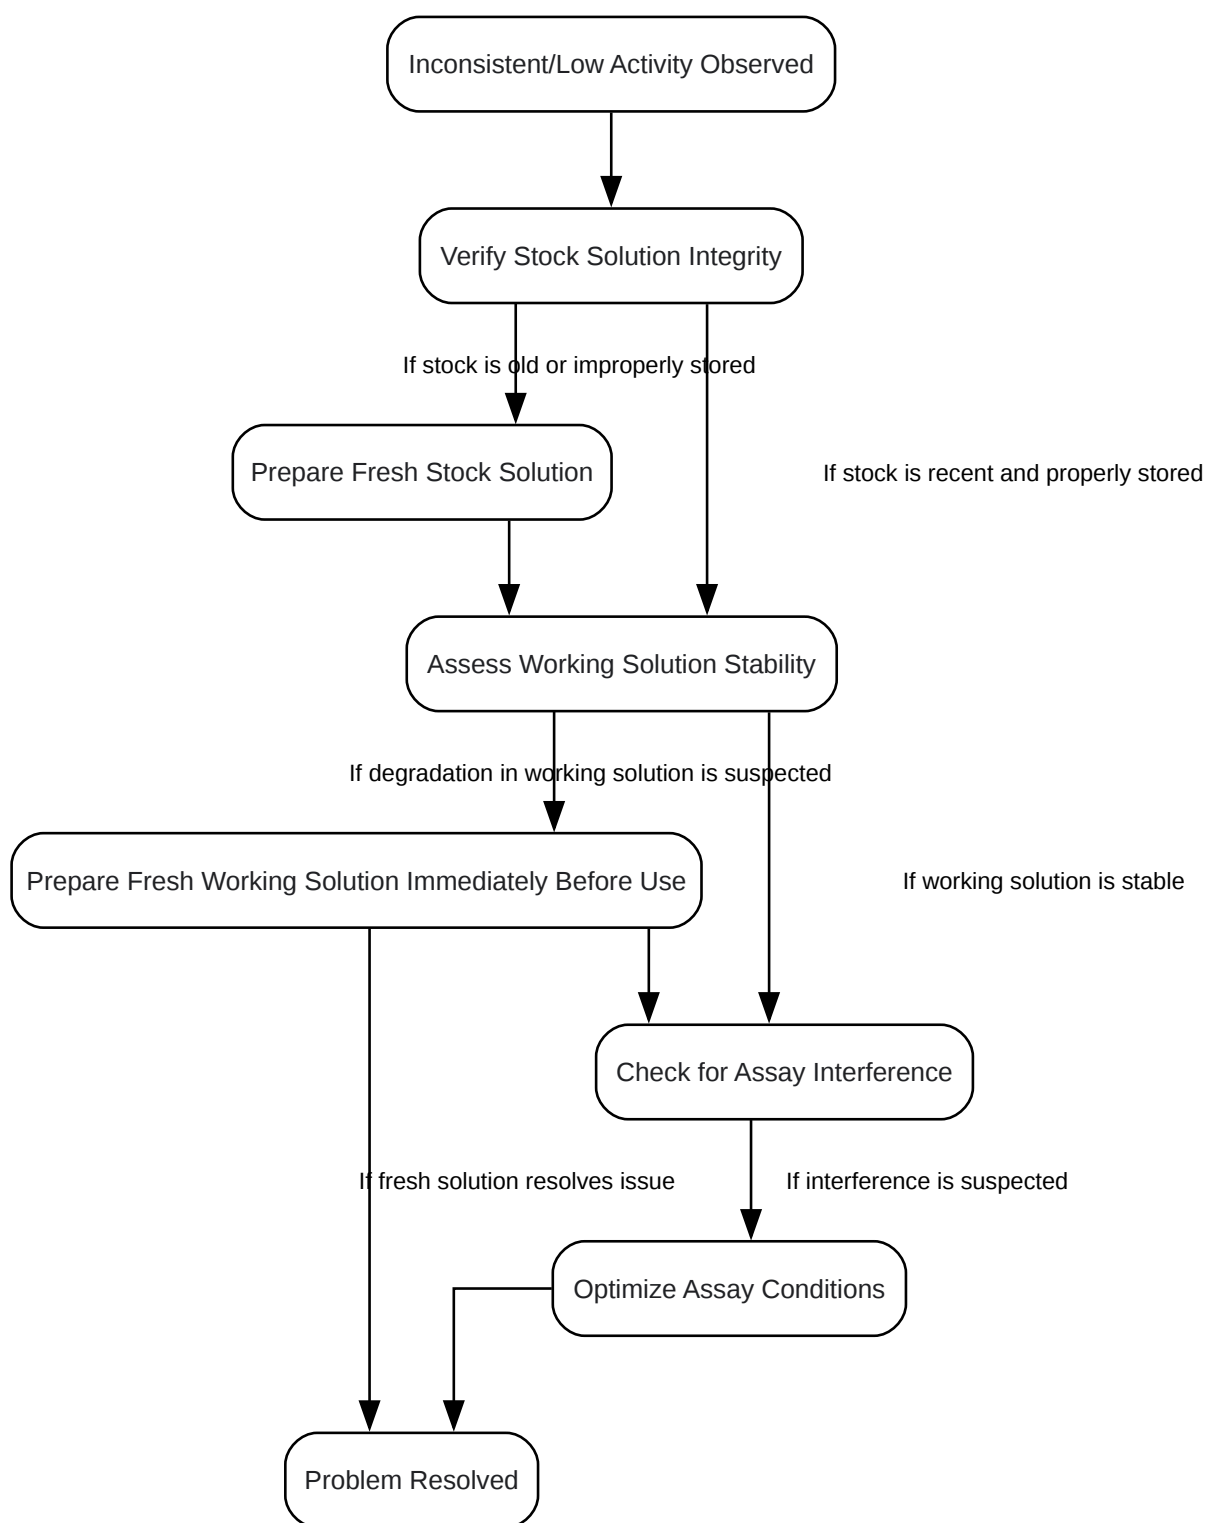 Inconsistent/Low Activity Observed
Verify Stock Solution Integrity
If stock is old or improperly stored
Prepare Fresh Stock Solution
If stock is recent and properly stored
Assess Working Solution Stability
If degradation in working solution is suspected
Prepare Fresh Working Solution Immediately Before Use
If working solution is stable
Check for Assay Interference
If fresh solution resolves issue
If interference is suspected
Optimize Assay Conditions
Problem Resolved